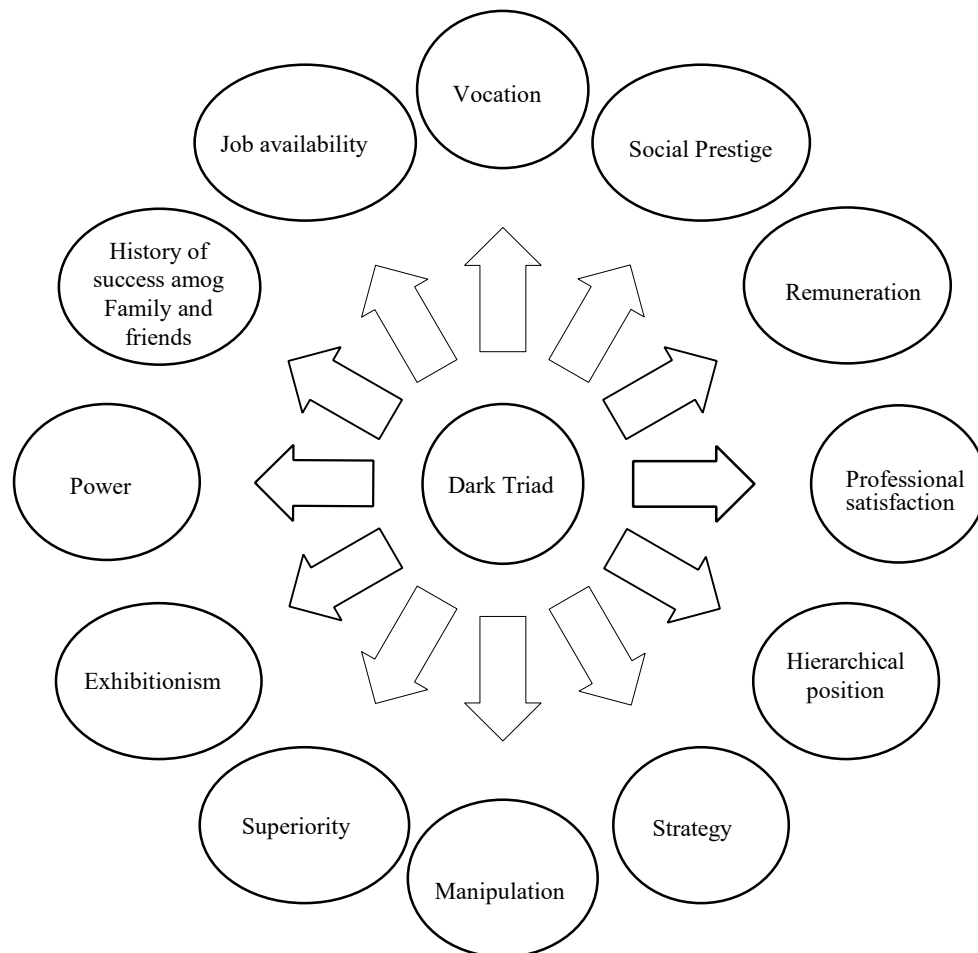 Vocation
Job availability
Social Prestige
History of
success amog
Family and
friends
Remuneration
Power
Dark Triad
Professional
satisfaction
Exhibitionism
Hierarchical
position
Superiority
Strategy
Manipulation